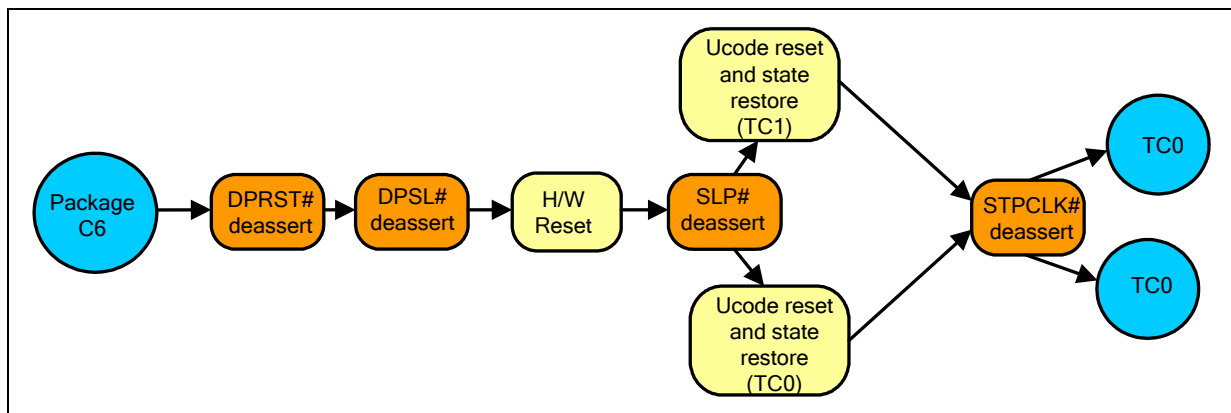 Package
C6
DPRST#
deassert
DPSL#
deassert
H/W
Reset
SLP#
deassert
Ucode reset
and state
restore
(TC1)
Ucode reset
and state
restore
(TC0)
STPCLK#
deassert
TC0
TC0